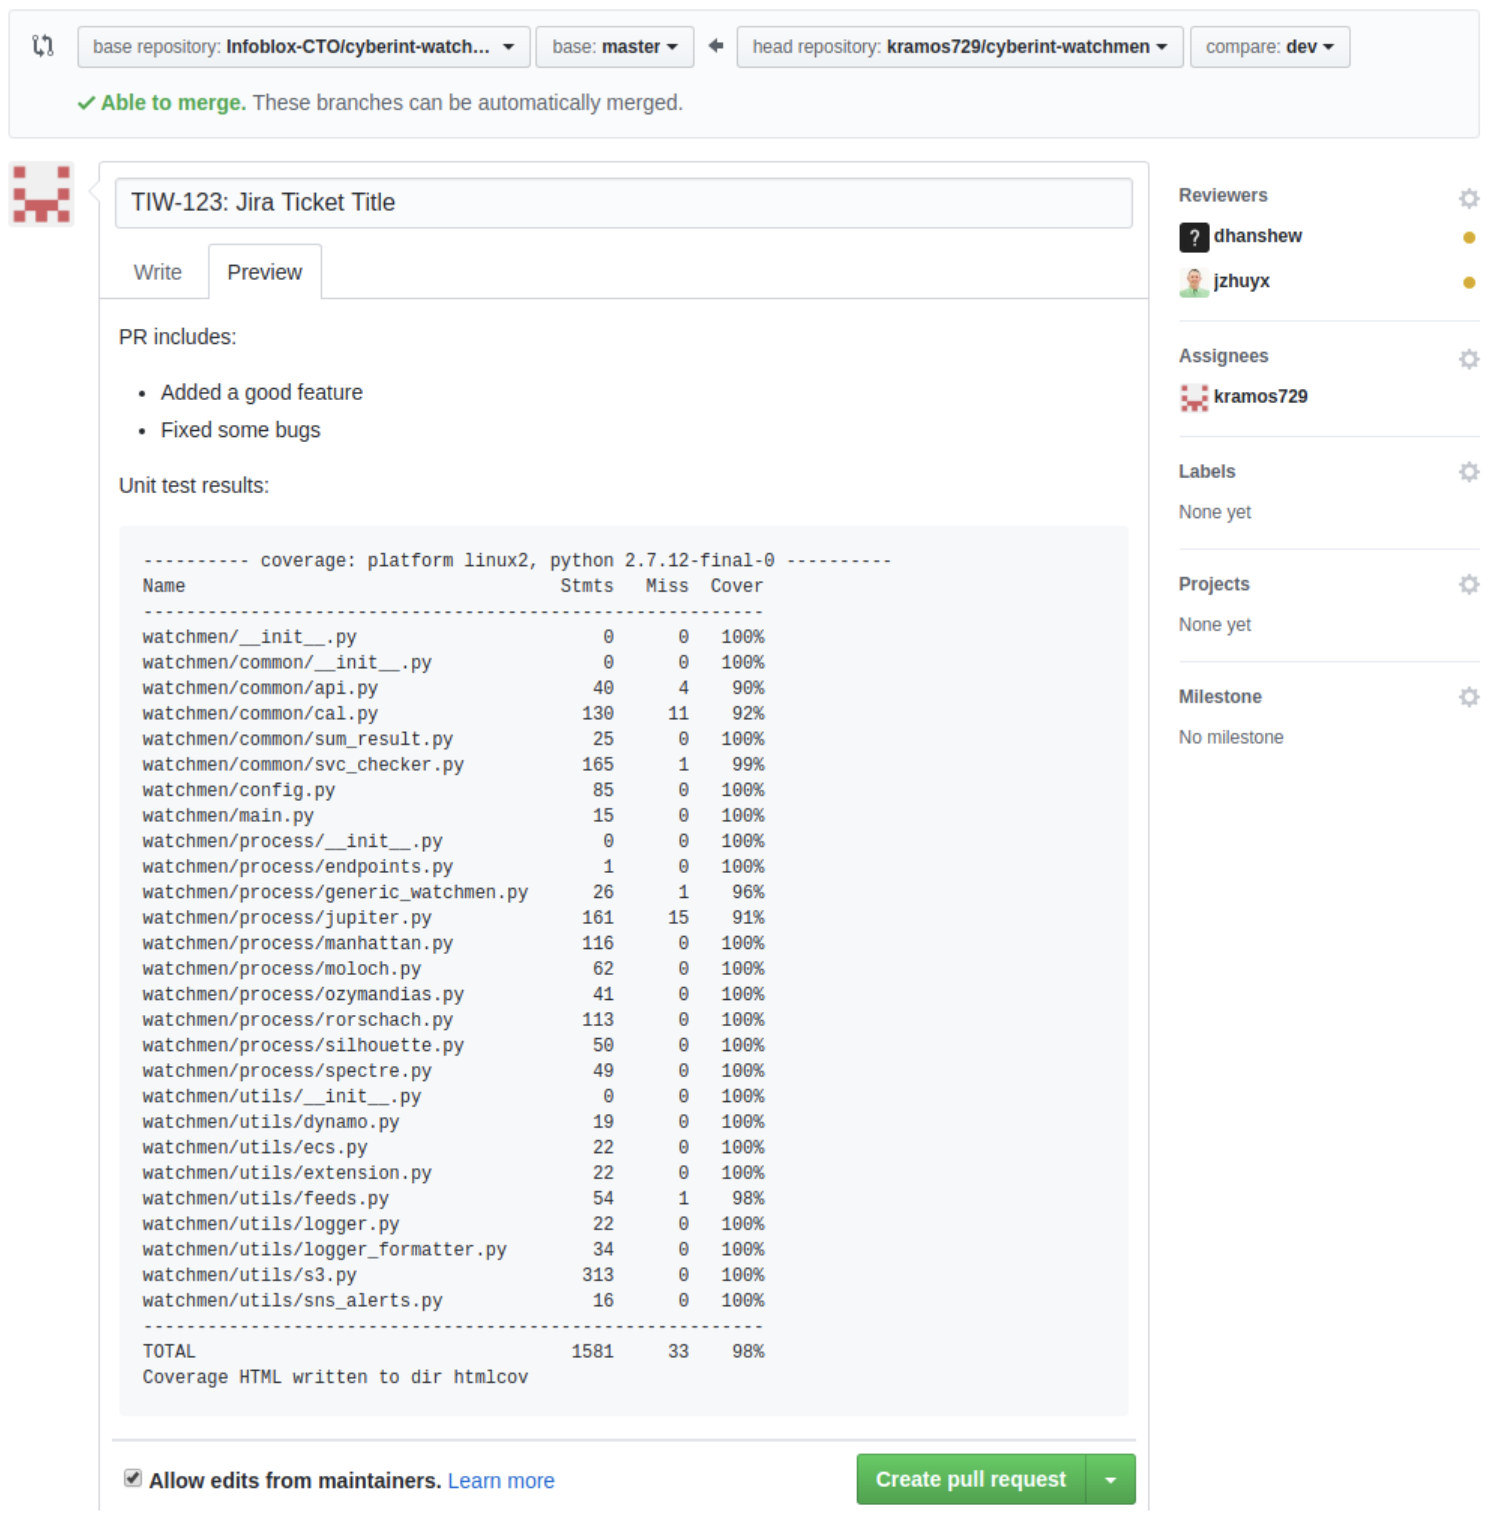 base repository: Infoblox-CTO/cyberint-watch... base: master head repository: kramos729/cyberint-watchmen compare: dev
Able to merge. These branches can be automatically merged.
TIW-123: Jira Ticket Title
Write Preview
PR includes:
• Added a good feature
• Fixed some bugs
Unit test results:
---------- coverage: platform linux2, python 2.7.12-final-0 ----------
Name                                   Stmts   Miss  Cover
----------------------------------------------------------
watchmen/__init__.py                       0      0   100%
watchmen/common/__init__.py                0      0   100%
watchmen/common/api.py                    40      4    90%
watchmen/common/cal.py                   130     11    92%
watchmen/common/sum_result.py             25      0   100%
watchmen/common/svc_checker.py           165      1    99%
watchmen/config.py                        85      0   100%
watchmen/main.py                          15      0   100%
watchmen/process/__init__.py               0      0   100%
watchmen/process/endpoints.py              1      0   100%
watchmen/process/generic_watchmen.py      26      1    96%
watchmen/process/jupiter.py              161     15    91%
watchmen/process/manhattan.py            116      0   100%
watchmen/process/moloch.py                62      0   100%
watchmen/process/ozymandias.py            41      0   100%
watchmen/process/rorschach.py            113      0   100%
watchmen/process/silhouette.py            50      0   100%
watchmen/process/spectre.py               49      0   100%
watchmen/utils/__init__.py                 0      0   100%
watchmen/utils/dynamo.py                  19      0   100%
watchmen/utils/ecs.py                     22      0   100%
watchmen/utils/extension.py               22      0   100%
watchmen/utils/feeds.py                   54      1    98%
watchmen/utils/logger.py                  22      0   100%
watchmen/utils/logger_formatter.py        34      0   100%
watchmen/utils/s3.py                     313      0   100%
watchmen/utils/sns_alerts.py              16      0   100%
----------------------------------------------------------
TOTAL                                   1581     33    98%
Coverage HTML written to dir htmlcov
Allow edits from maintainers. Learn more
Create pull request
Reviewers
? dhanshew
jzhuyx
Assignees
kramos729
Labels
None yet
Projects
None yet
Milestone
No milestone